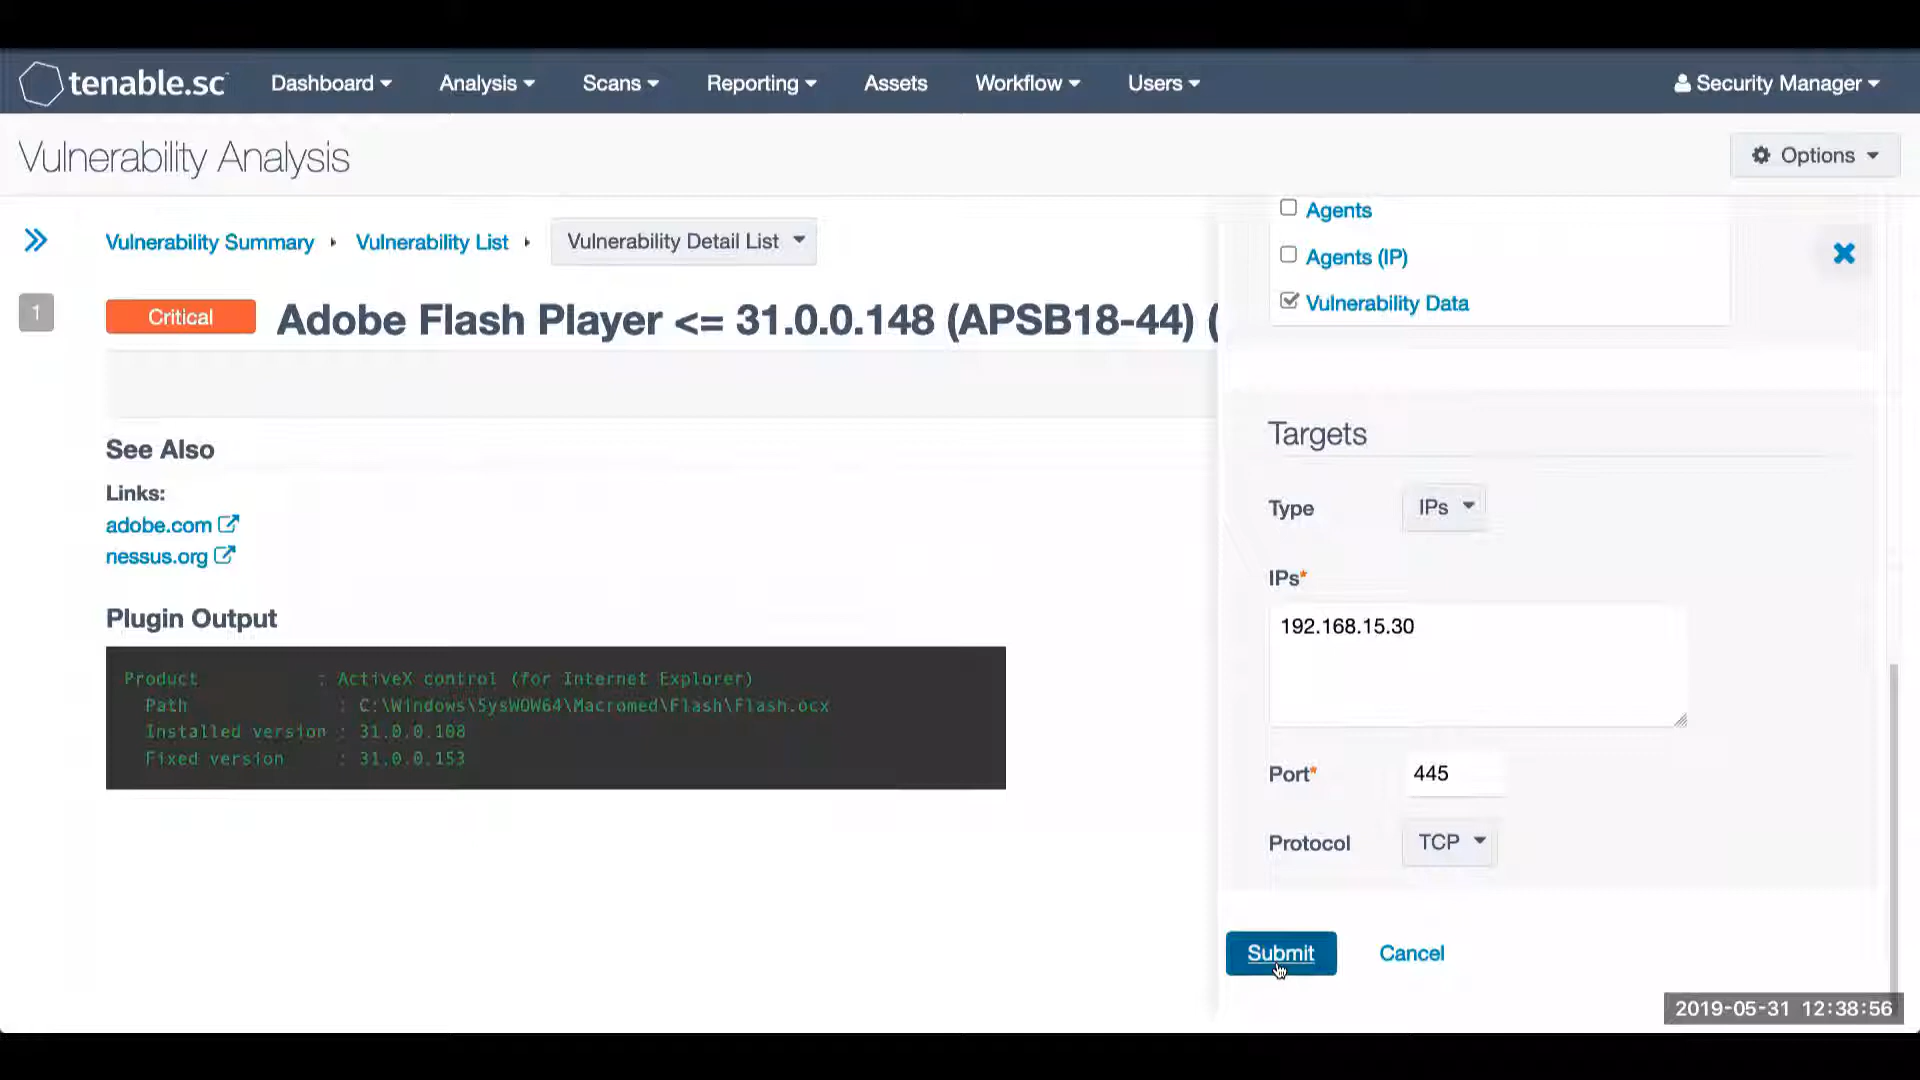 tenable.sc
Dashboard
Analysis
Scans
Reporting
Assets
Workflow
Users
Security Manager
Vulnerability Analysis
Options
Vulnerability Summary
Vulnerability List
Vulnerability Detail List
1
Critical
Adobe Flash Player <= 31.0.0.148 (APSB18-44) (
See Also
Links:
adobe.com
nessus.org
Plugin Output
Product : ActiveX control (for Internet Explorer)
Path : C:\Windows\SysWOW64\Macromed\Flash\Flash.ocx
Installed version : 31.0.0.108
Fixed version : 31.0.0.153
Agents
Agents (IP)
Vulnerability Data
Targets
Type IPs
IPs*
192.168.15.30
Port* 445
Protocol TCP
Submit
Cancel
2019-05-31 12:38:56